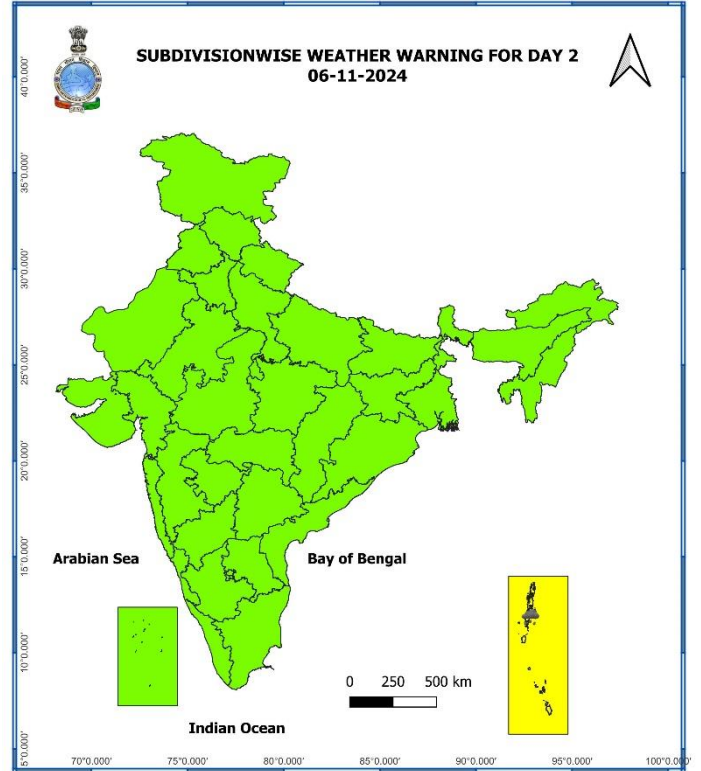 SUBDIVISIONWISE WEATHER WARNING FOR DAY 2
06-11-2024
40°0.000'
35°0.000'
30°0.000'
25°0.000'
20°0.000'
15°0.000'
10°0.000'
5°0.000'
Arabian Sea
Bay of Bengal
0 250 500 km
Indian Ocean
70°0.000' 75°0.000' 80°0.000' 85°0.000' 90°0.000' 95°0.000' 100°0.000'